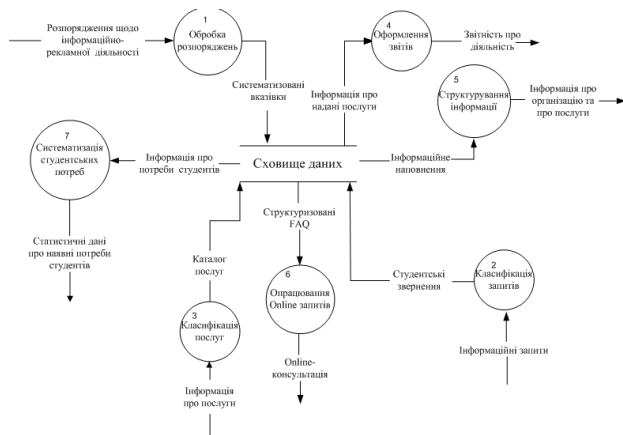 Розпорядження щодо
інформаційно-
рекламної діяльності
1
Обробка
розпоряджень
4
Оформлення
звітів
Звітність про
діяльність
Систематизовані
вказівки
Інформація про
надані послуги
5
Структурування
інформації
Інформація про
організацію та
про послуги
7
Систематизація
студентських
потреб
Інформація про
потреби студентів
Сховище даних
Інформаційне
наповнення
Структуризовані
FAQ
Статистичні дані
про наявні потреби
студентів
Каталог
послуг
6
Опрацювання
Online запитів
Студентські
звернення
2
Класифікація
запитів
3
Класифікація
послуг
Online-
консультація
Інформаційні запити
Інформація
про послуги